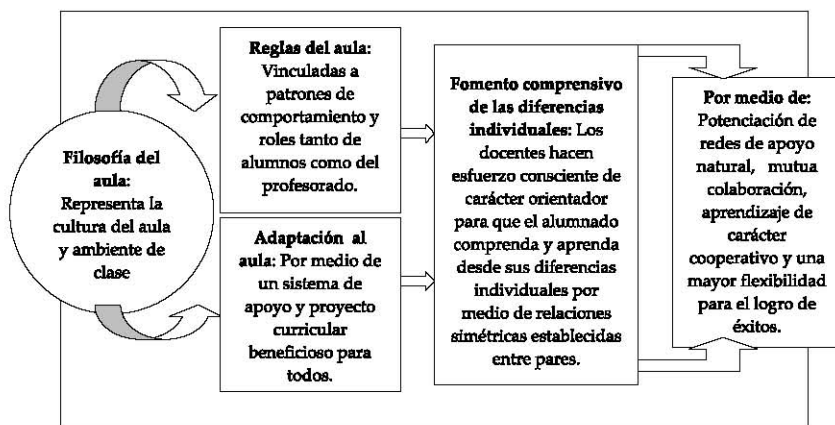 Filosofía del
aula:
Representa la
cultura del aula
y ambiente de
clase
Reglas del aula:
Vinculadas a
patrones de
comportamiento y
roles tanto de
alumnos como del
profesorado.
Adaptación al
aula: Por medio de
un sistema de
apoyo y proyecto
curricular
beneficioso para
todos.
Fomento comprensivo
de las diferencias
individuales: Los
docentes hacen
esfuerzo consciente de
carácter orientador
para que el alumnado
comprenda y aprenda
desde sus diferencias
individuales por
medio de relaciones
simétricas establecidas
entre pares.
Por medio de:
Potenciación de
redes de apoyo
natural, mutua
colaboración,
aprendizaje de
carácter
cooperativo y una
mayor flexibilidad
para el logro de
éxitos.